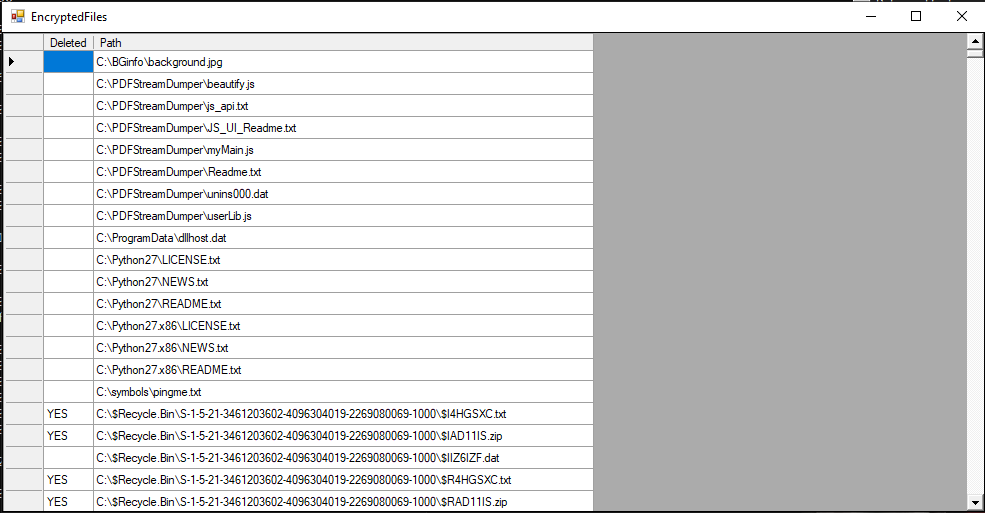 EncryptedFiles
Deleted Path
C:\BGinfo\background.jpg
C:\PDFStreamDumper\beautify.js
C:\PDFStreamDumper\js_api.txt
C:\PDFStreamDumper\JS_UI_Readme.txt
C:\PDFStreamDumper\myMain.js
C:\PDFStreamDumper\Readme.txt
C:\PDFStreamDumper\unins000.dat
C:\PDFStreamDumper\userLib.js
C:\ProgramData\dllhost.dat
C:\Python27\LICENSE.txt
C:\Python27\NEWS.txt
C:\Python27\README.txt
C:\Python27.x86\LICENSE.txt
C:\Python27.x86\NEWS.txt
C:\Python27.x86\README.txt
C:\symbols\pingme.txt
YES C:\$Recycle.Bin\S-1-5-21-3461203602-4096304019-2269080069-1000\$I4HGSXC.txt
YES C:\$Recycle.Bin\S-1-5-21-3461203602-4096304019-2269080069-1000\$IAD11IS.zip
C:\$Recycle.Bin\S-1-5-21-3461203602-4096304019-2269080069-1000\$IIZ6IZF.dat
YES C:\$Recycle.Bin\S-1-5-21-3461203602-4096304019-2269080069-1000\$R4HGSXC.txt
YES C:\$Recycle.Bin\S-1-5-21-3461203602-4096304019-2269080069-1000\$RAD11IS.zip